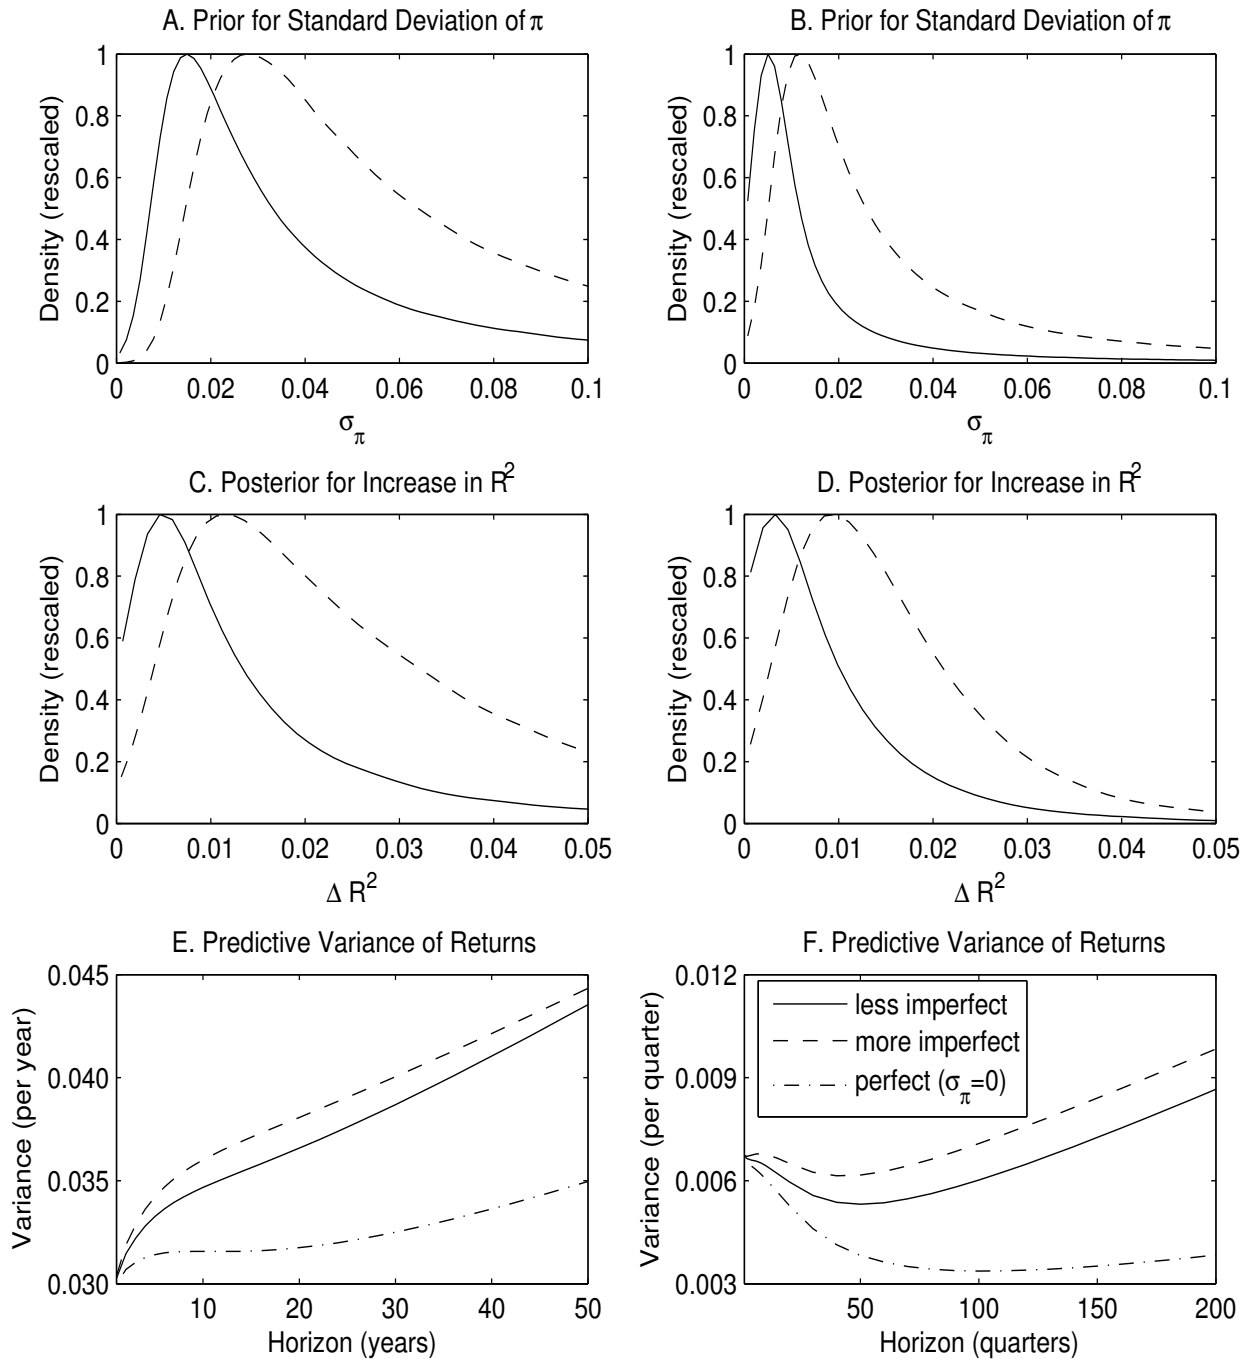 A. Prior for Standard Deviation of π
Density (rescaled)
1
0.8
0.6
0.4
0.2
0
0 0.02 0.04 0.06 0.08 0.1
σπ
B. Prior for Standard Deviation of π
Density (rescaled)
1
0.8
0.6
0.4
0.2
0
0 0.02 0.04 0.06 0.08 0.1
σπ
C. Posterior for Increase in R²
Density (rescaled)
1
0.8
0.6
0.4
0.2
0
0 0.01 0.02 0.03 0.04 0.05
Δ R²
D. Posterior for Increase in R²
Density (rescaled)
1
0.8
0.6
0.4
0.2
0
0 0.01 0.02 0.03 0.04 0.05
Δ R²
E. Predictive Variance of Returns
Variance (per year)
0.045
0.040
0.035
0.030
10 20 30 40 50
Horizon (years)
F. Predictive Variance of Returns
Variance (per quarter)
0.012
0.009
0.006
0.003
less imperfect
more imperfect
perfect (σπ=0)
50 100 150 200
Horizon (quarters)